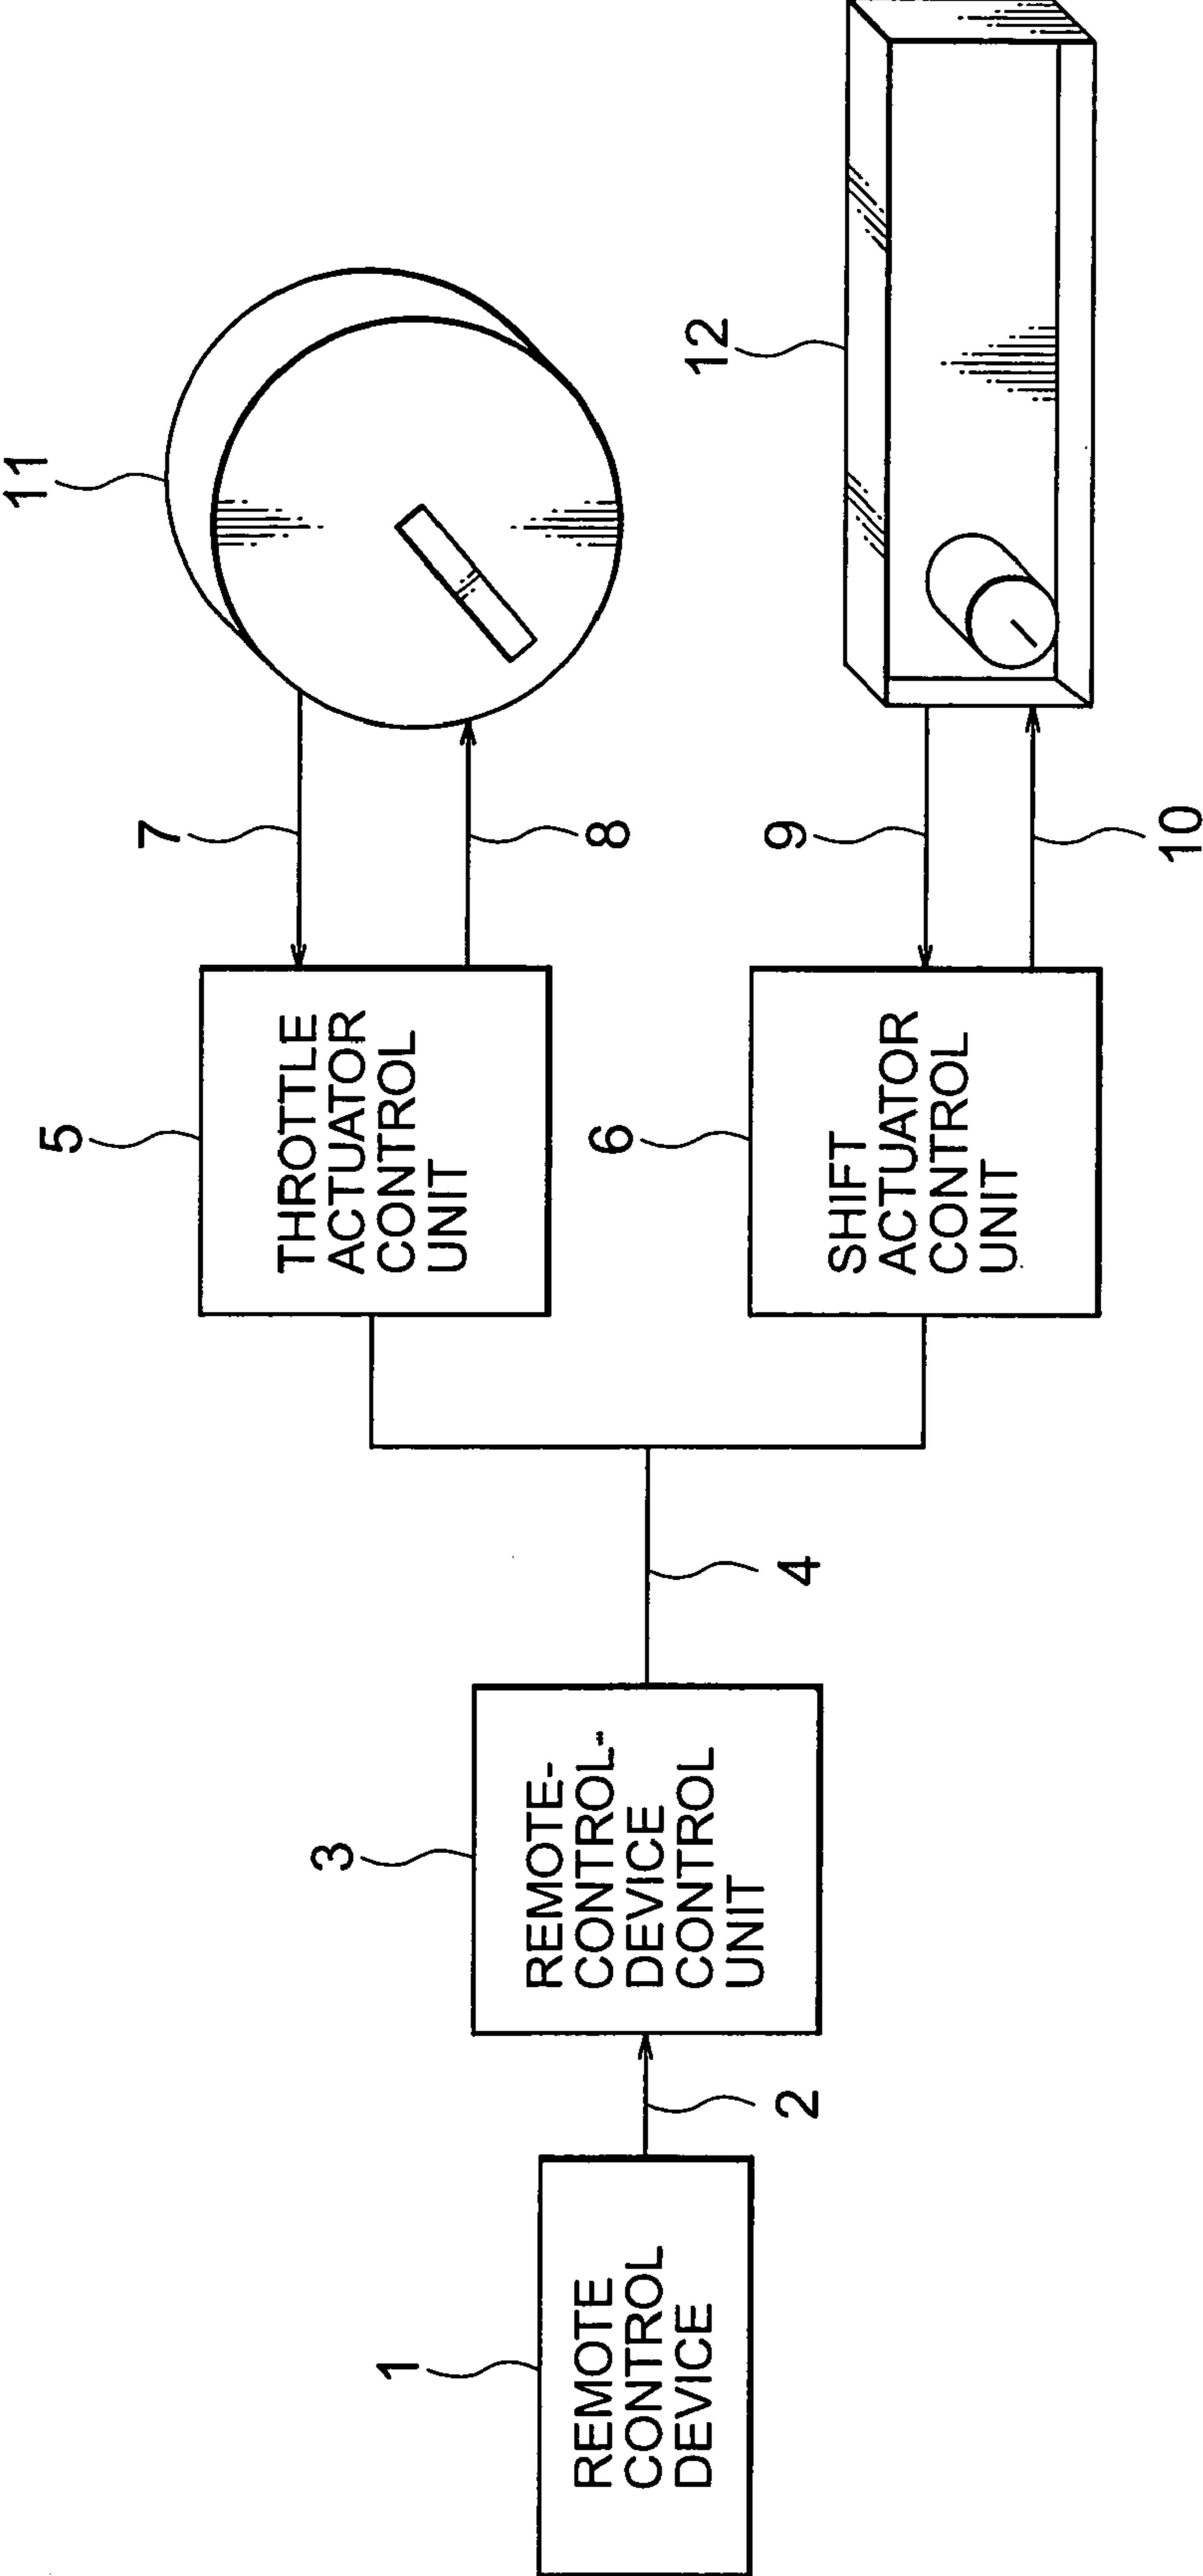 11
12
7
8
9
10
5
THROTTLE
ACTUATOR
CONTROL
UNIT
6
SHIFT
ACTUATOR
CONTROL
UNIT
4
3
REMOTE-
CONTROL-
DEVICE
CONTROL
UNIT
2
1
REMOTE
CONTROL
DEVICE